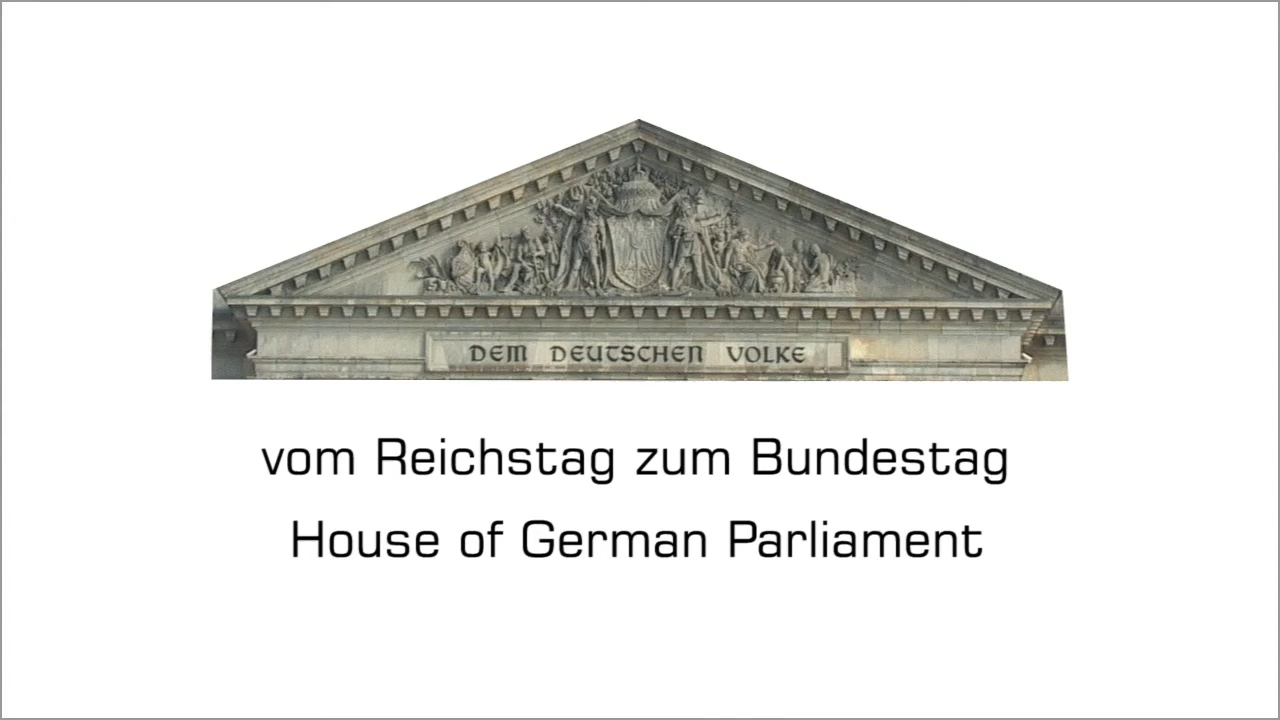 DEM DEUTSCHEN VOLKE
vom Reichstag zum Bundestag
House of German Parliament